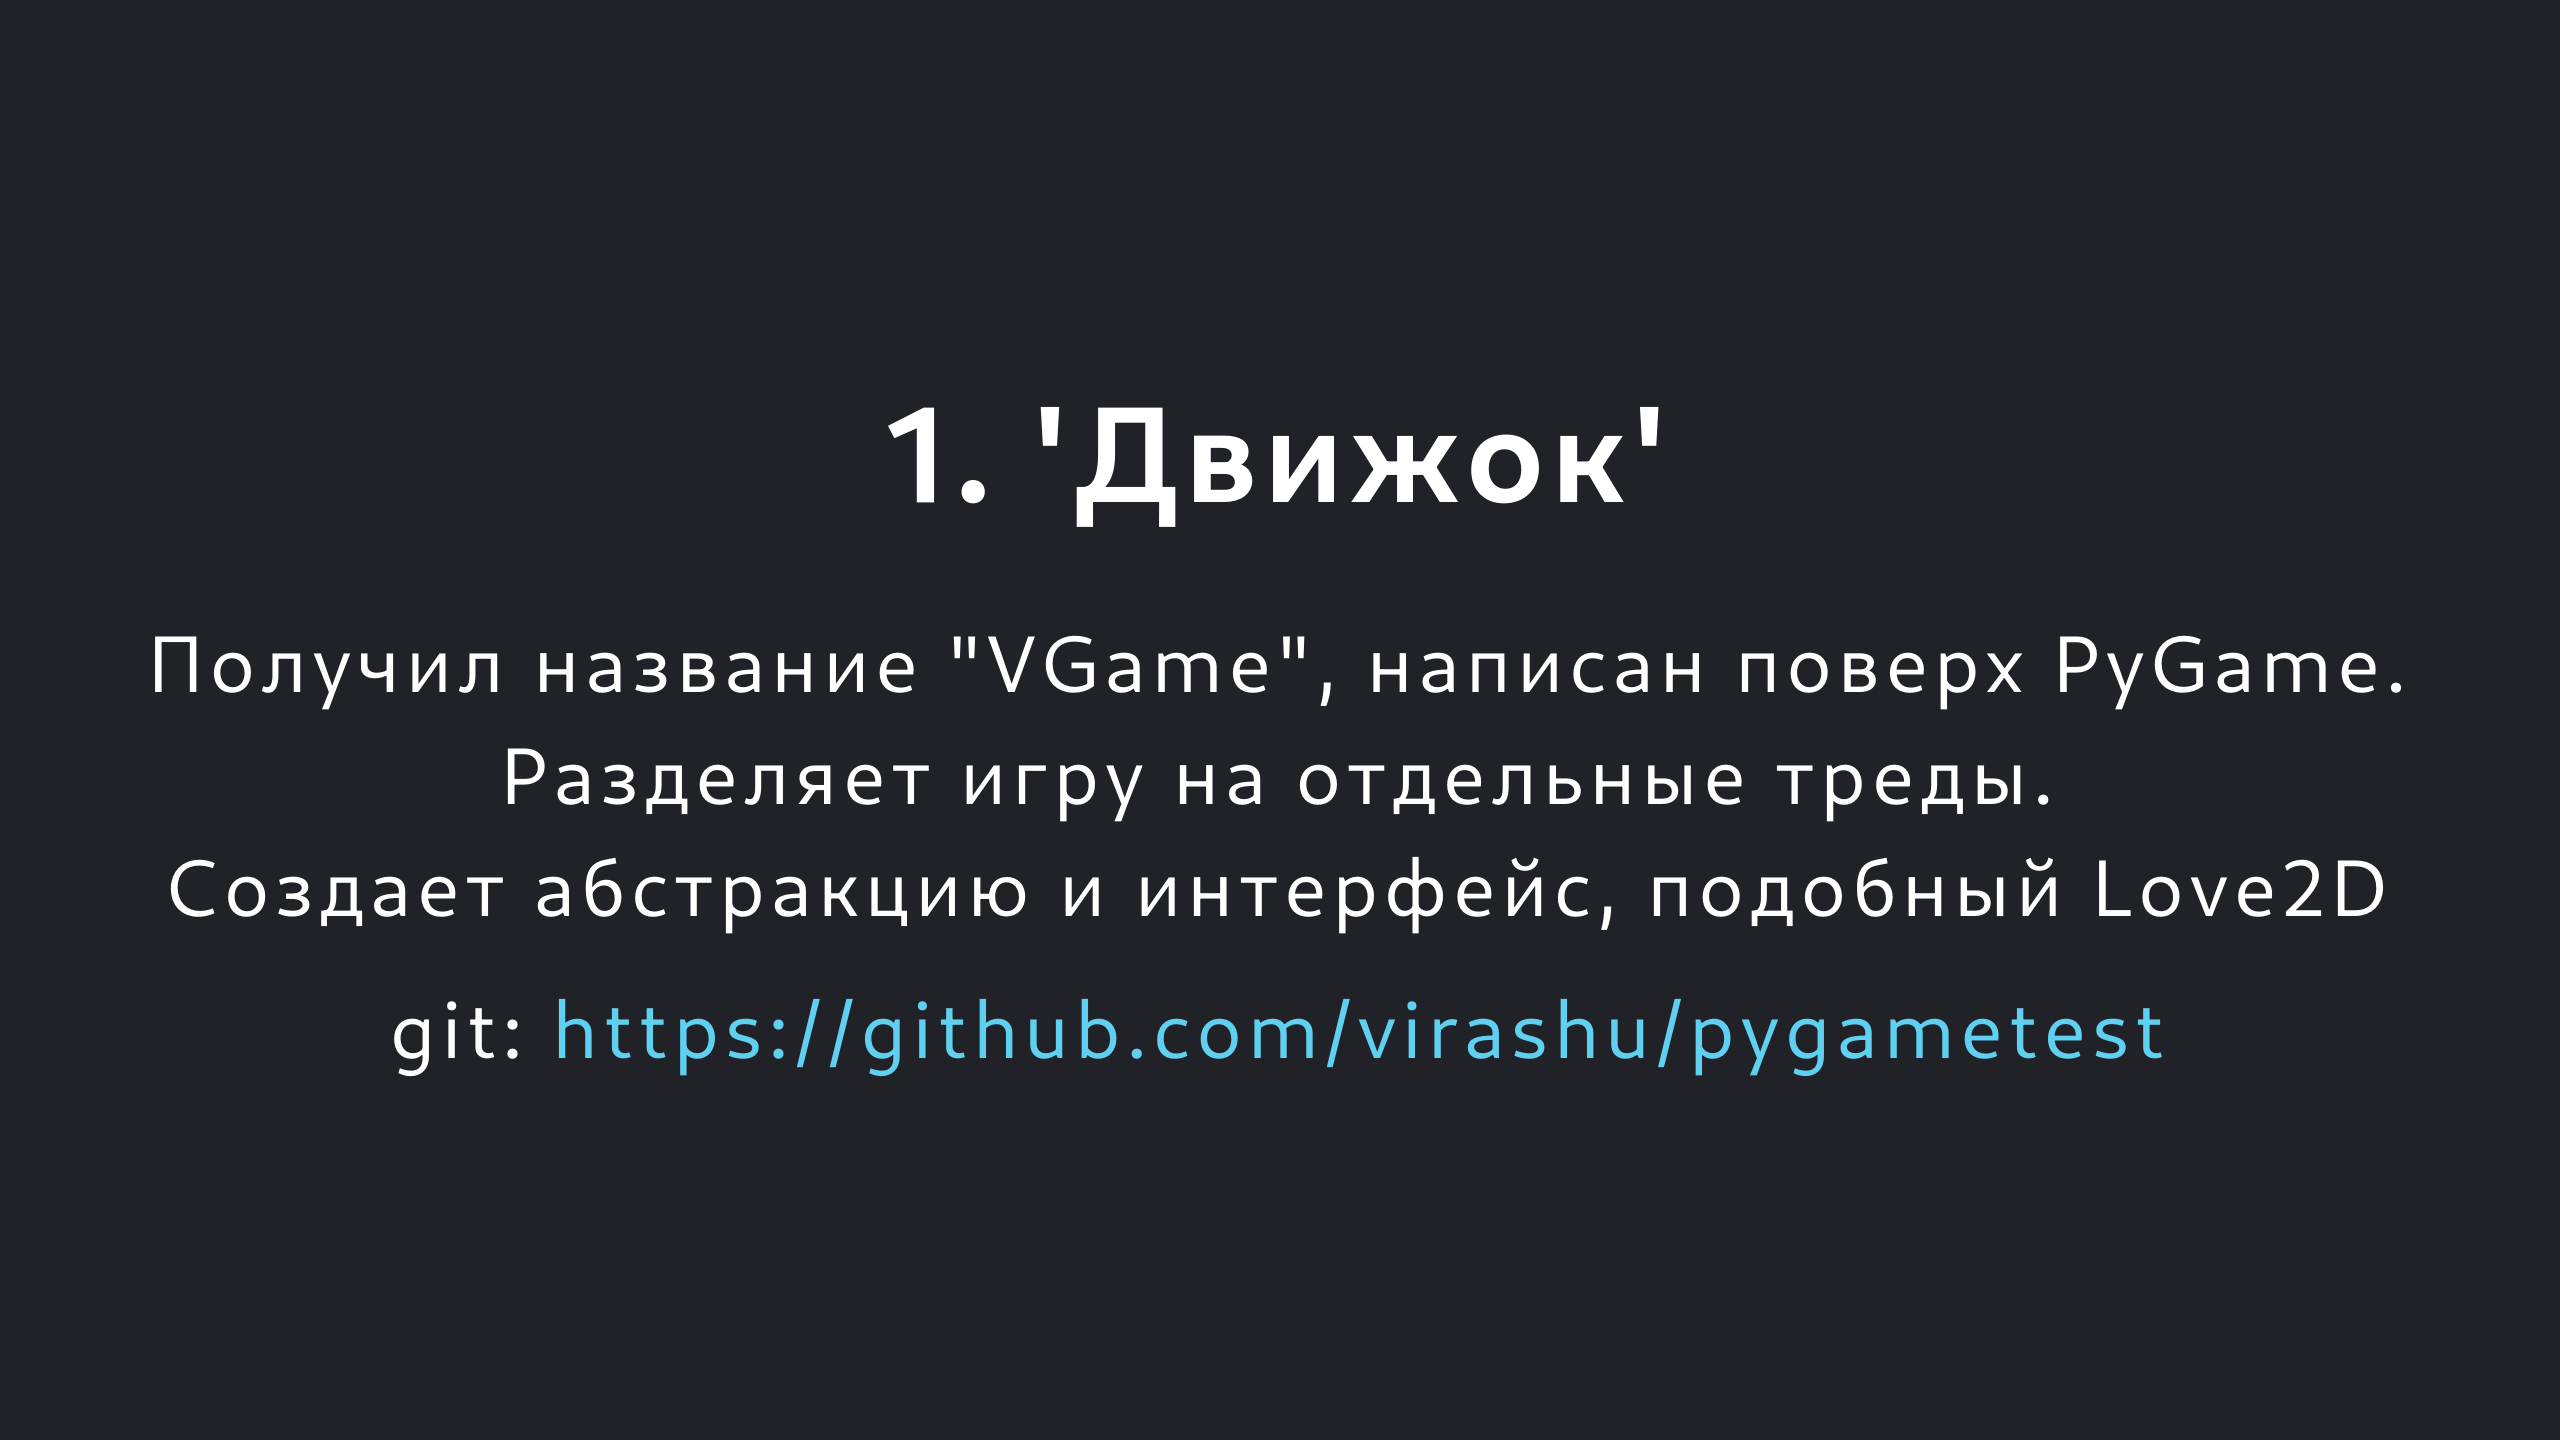 1. 'Движок'
Получил название "VGame", написан поверх PyGame.
Разделяет игру на отдельные треды.
Создает абстракцию и интерфейс, подобный Love2D
git: https://github.com/virashu/pygametest